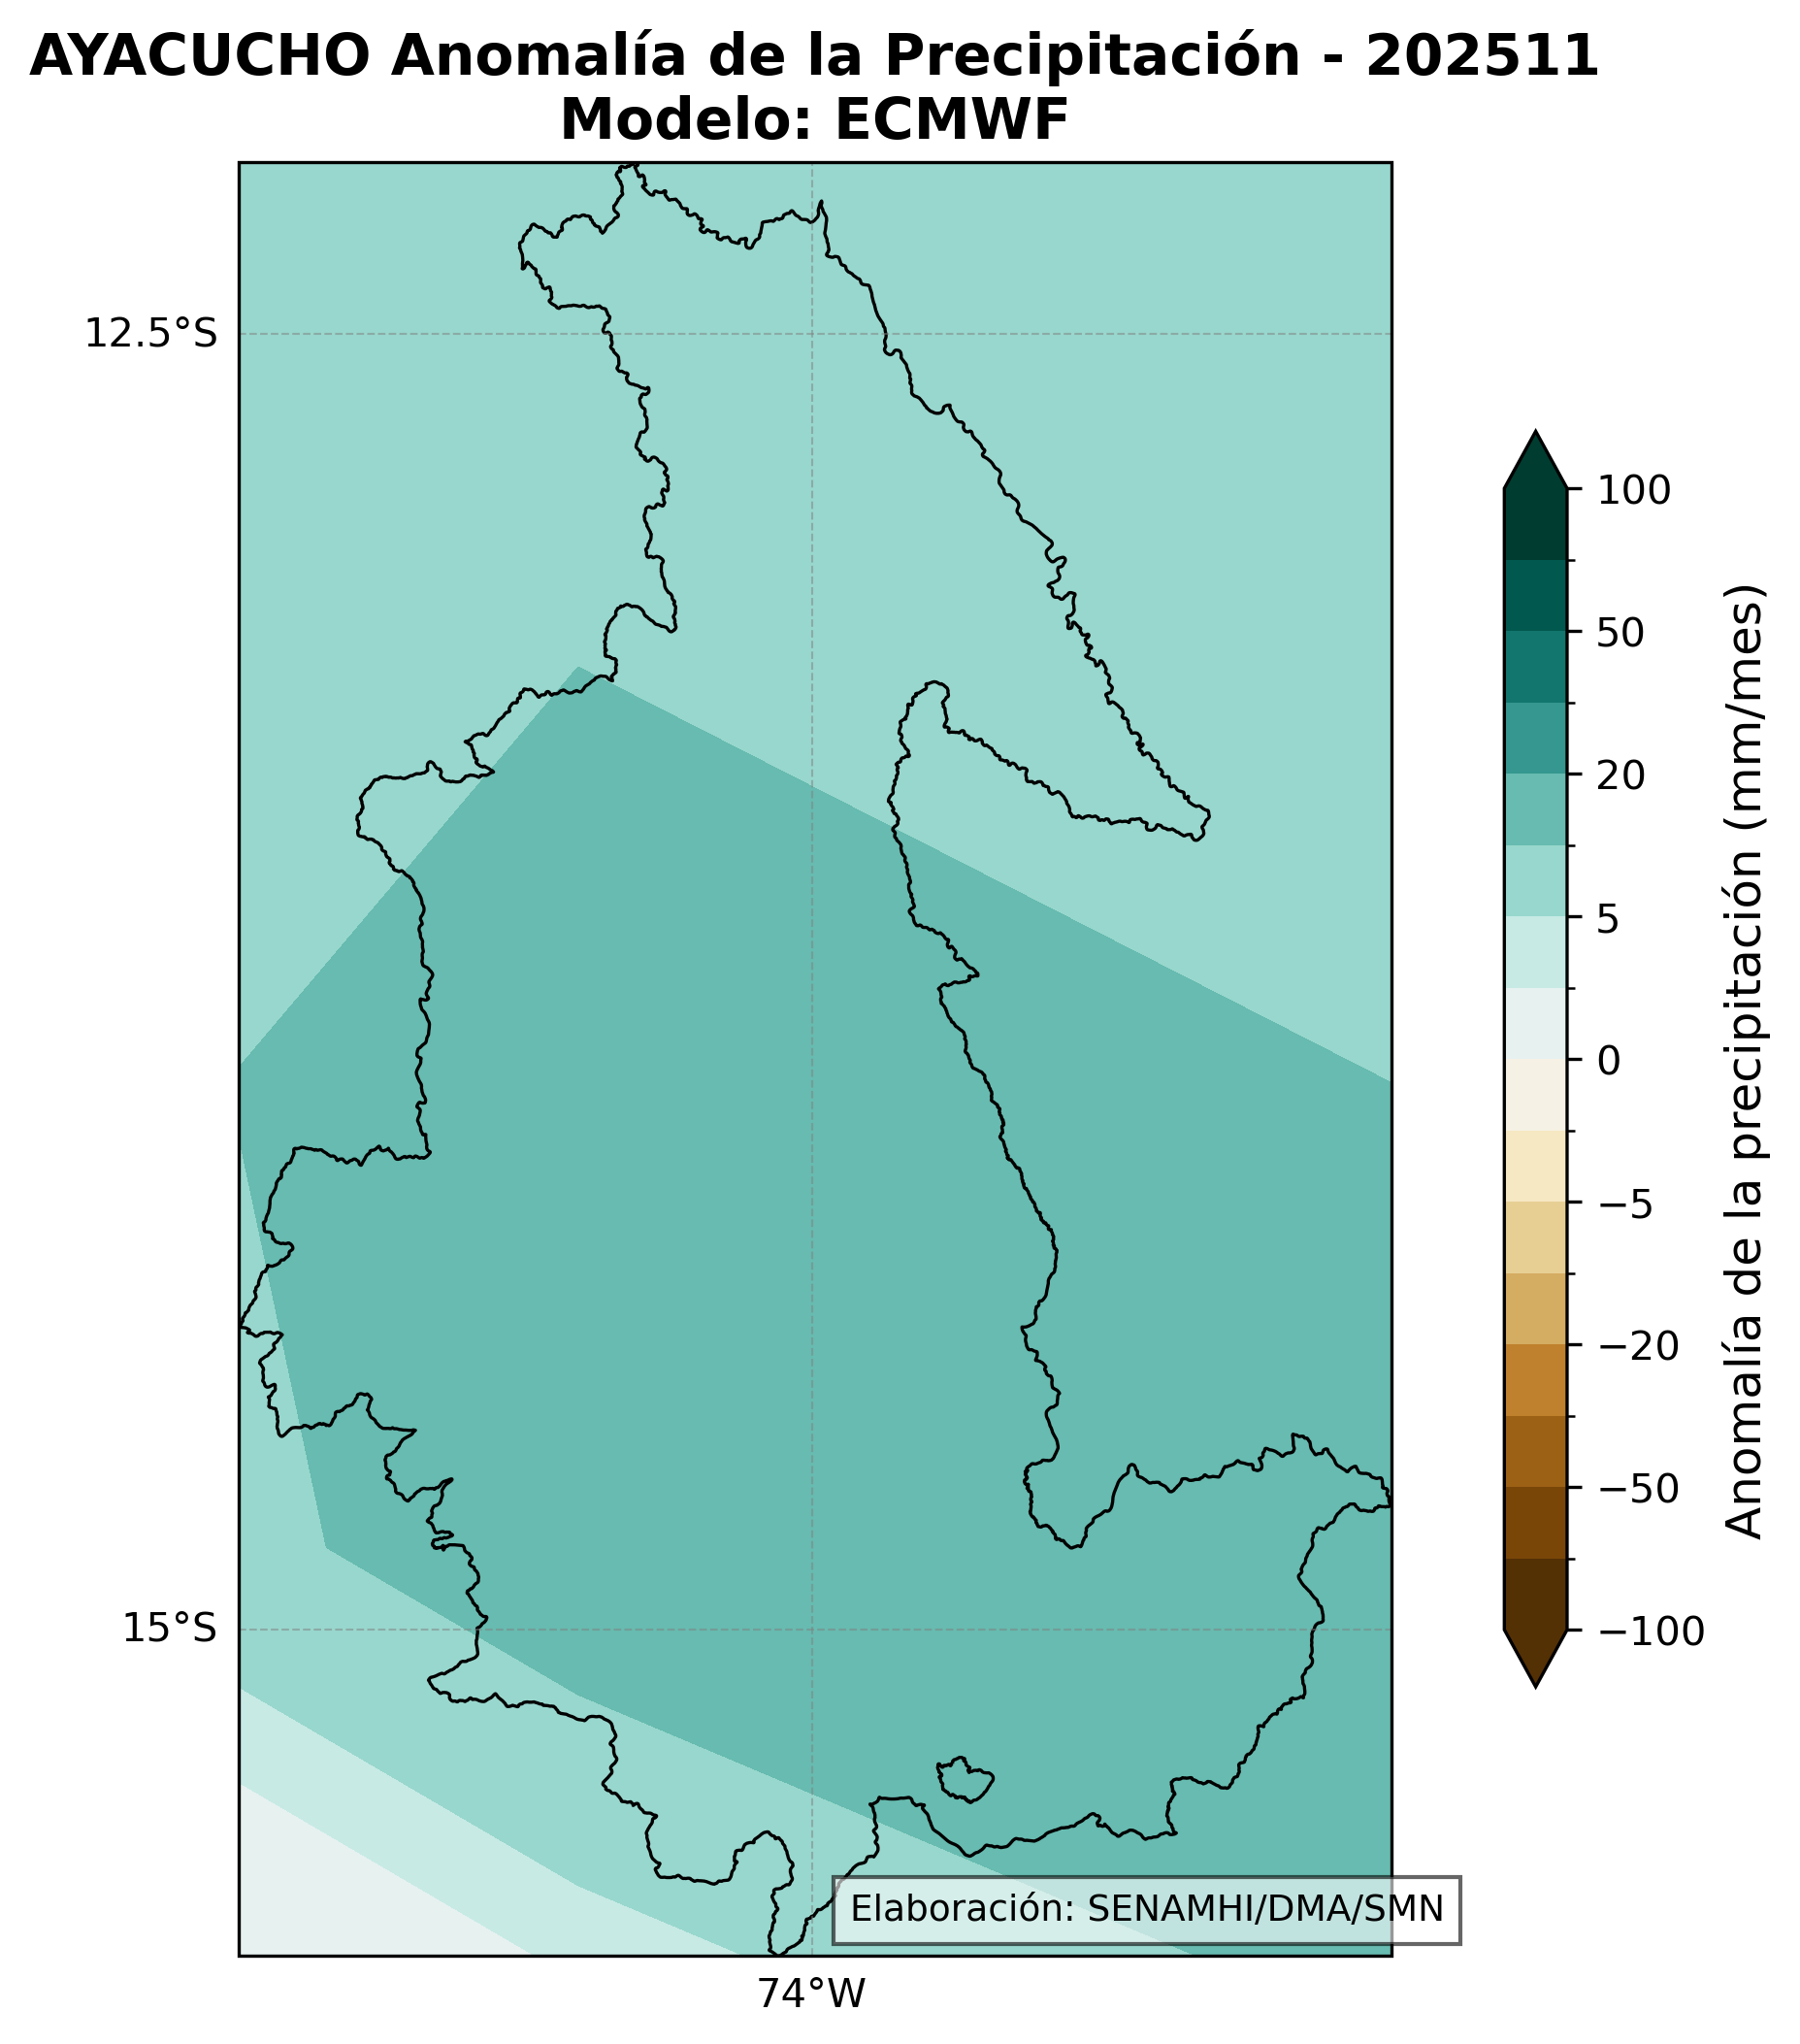 AYACUCHO Anomalía de la Precipitación - 202511
Modelo: ECMWF
12.5°S
15°S
74°W
100
50
20
5
0
−5
−20
−50
−100
Anomalía de la precipitación (mm/mes)
Elaboración: SENAMHI/DMA/SMN